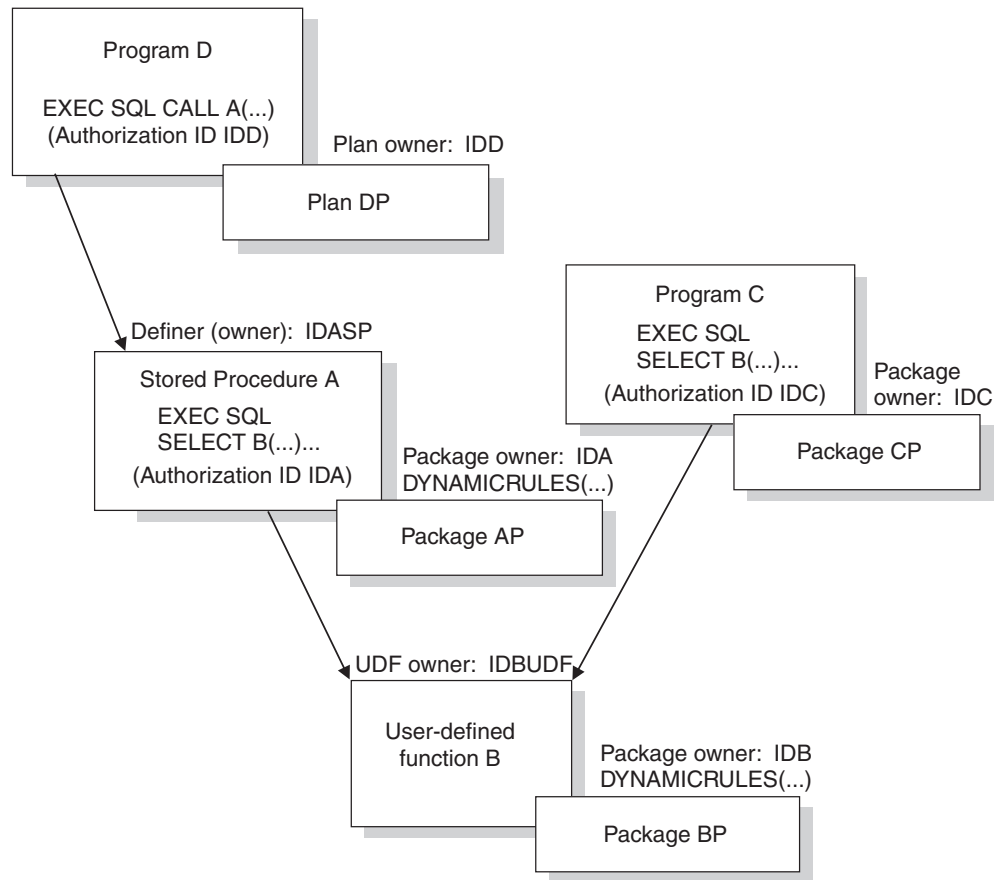 Program D
EXEC SQL CALL A(...)
(Authorization ID IDD)
Plan owner: IDD
Plan DP
Program C
EXEC SQL
SELECT B(...)...
(Authorization ID IDC)
Package
owner: IDC
Package CP
Definer (owner): IDASP
Stored Procedure A
EXEC SQL
SELECT B(...)...
(Authorization ID IDA)
Package owner: IDA
DYNAMICRULES(...)
Package AP
UDF owner: IDBUDF
User-defined
function B
Package owner: IDB
DYNAMICRULES(...)
Package BP